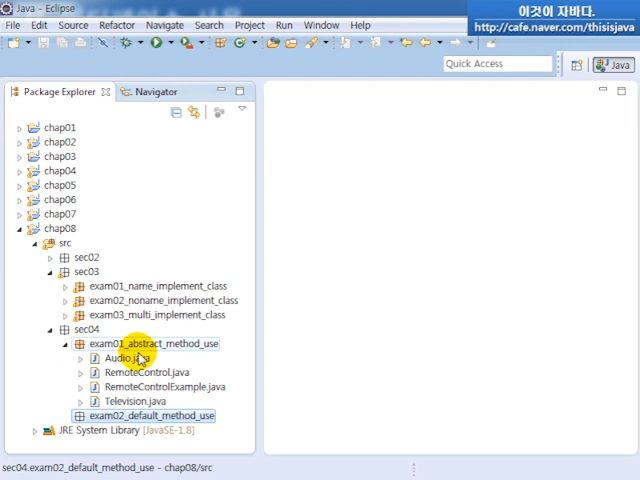 Java - Eclipse
이것이 자바다.
http://cafe.naver.com/thisisjava
File Edit Source Refactor Navigate Search Project Run Window Help
Quick Access
Java
Package Explorer
Navigator
chap01
chap02
chap03
chap04
chap05
chap06
chap07
chap08
src
sec02
sec03
exam01_name_implement_class
exam02_noname_implement_class
exam03_multi_implement_class
sec04
exam01_abstract_method_use
Audio.java
RemoteControl.java
RemoteControlExample.java
Television.java
exam02_default_method_use
JRE System Library [JavaSE-1.8]
sec04.exam02_default_method_use - chap08/src